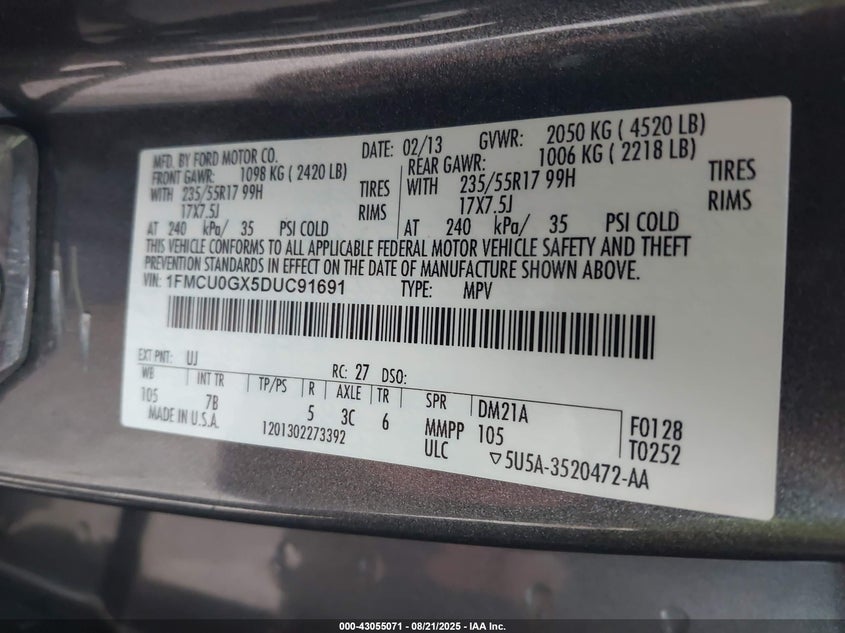 MFD. BY FORD MOTOR CO. DATE: 02/13 GVWR: 2050 KG ( 4520 LB)
FRONT GAWR: 1098 KG ( 2420 LB) REAR GAWR: 1006 KG ( 2218 LB)
WITH 235/55R17 99H TIRES WITH 235/55R17 99H TIRES
17X7.5J RIMS 17X7.5J RIMS
AT 240 kPa/ 35 PSI COLD AT 240 kPa/ 35 PSI COLD
THIS VEHICLE CONFORMS TO ALL APPLICABLE FEDERAL MOTOR VEHICLE SAFETY AND THEFT
PREVENTION STANDARDS IN EFFECT ON THE DATE OF MANUFACTURE SHOWN ABOVE.
VIN: 1FMCU0GX5DUC91691 TYPE: MPV
EXT PNT: UJ RC: 27 DSO:
WB INT TR TP/PS R AXLE TR SPR DM21A F0128
105 7B 5 3C 6 MMPP 105 T0252
MADE IN U.S.A. 1201302273392 ULC ▽5U5A-3520472-AA
000-43055071 - 08/21/2025 - IAA Inc.